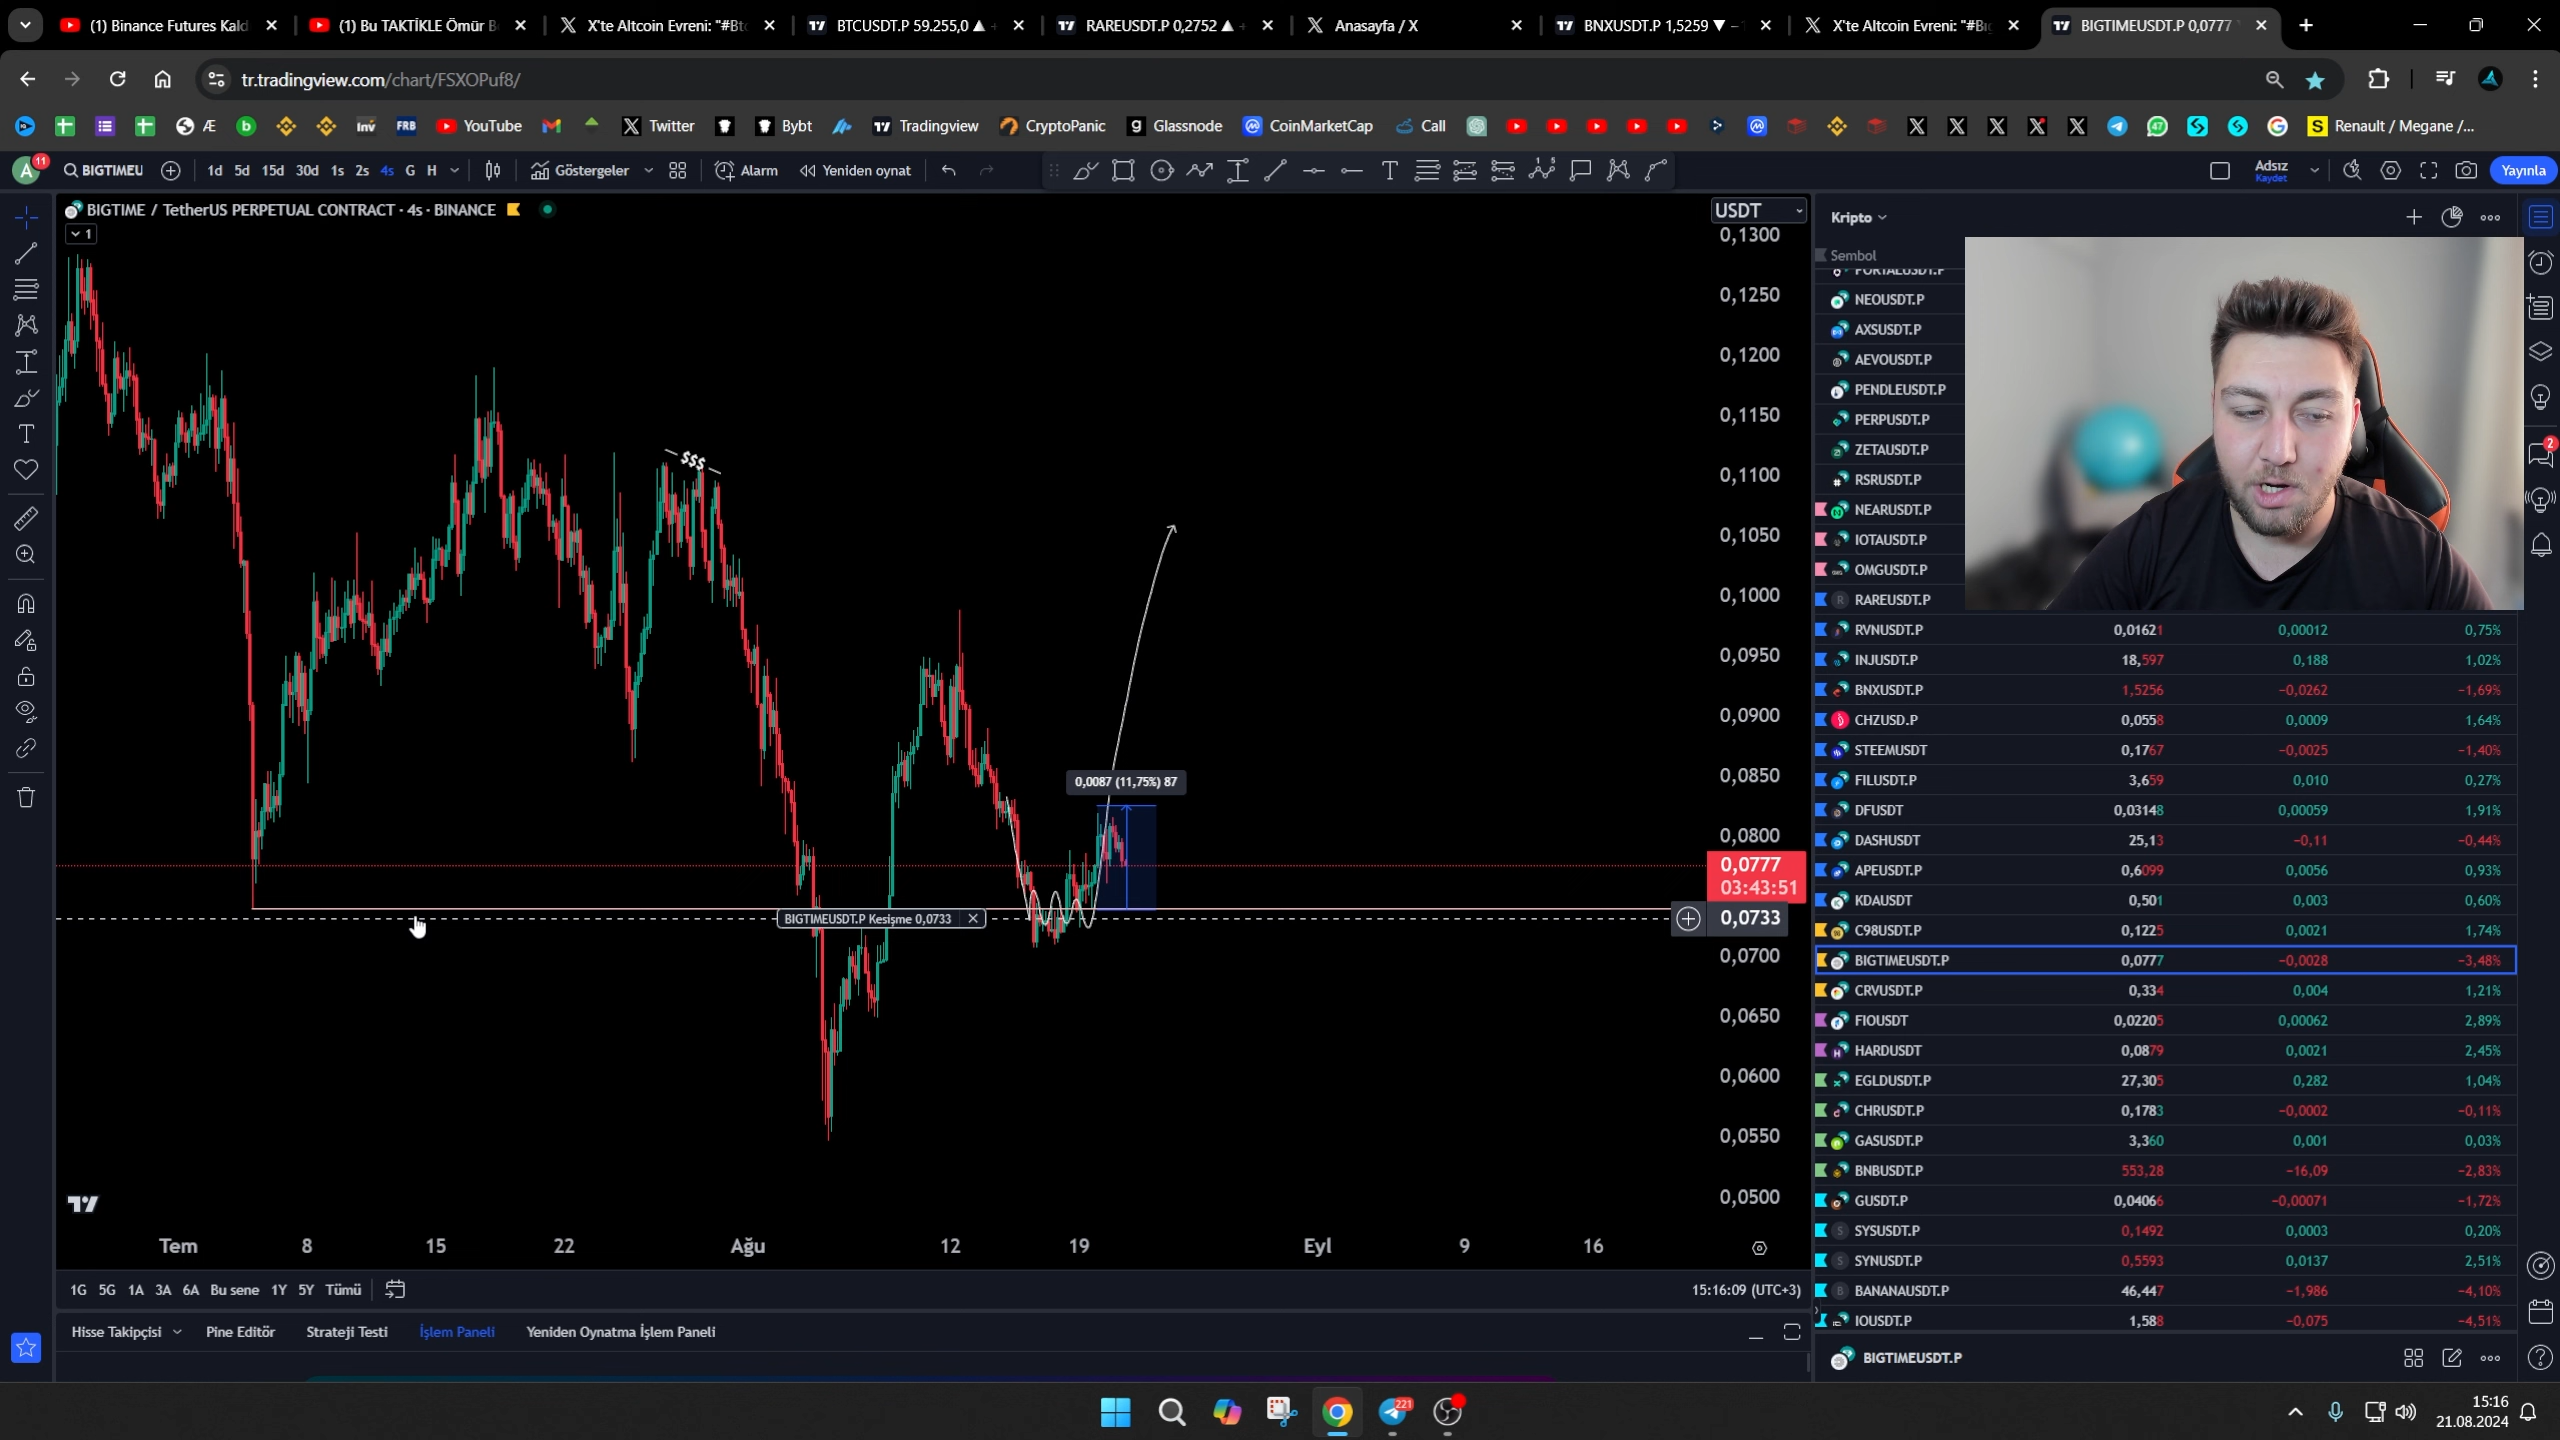 (1) Binance Futures Kald
(1) Bu TAKTİKLE Ömür B
X'te Altcoin Evreni: "#Bt
BTCUSDT.P 59.255,0 ▲
RAREUSDT.P 0,2752 ▲
Anasayfa / X
BNXUSDT.P 1,5259 ▼
X'te Altcoin Evreni: "#Bı
BIGTIMEUSDT.P 0,0777
tr.tradingview.com/chart/FSXOPuf8/
Æ
inv
FRB
YouTube
Twitter
Bybt
Tradingview
CryptoPanic
Glassnode
CoinMarketCap
Call
Renault / Megane /...
A
11
BIGTIMEU
1d
5d
15d
30d
1s
2s
4s
G
H
Göstergeler
Alarm
Yeniden oynat
Adsız
Kaydet
Yayınla
BIGTIME / TetherUS PERPETUAL CONTRACT · 4s · BINANCE
1
USDT
0,1300
0,1250
0,1200
0,1150
0,1100
0,1050
0,1000
0,0950
0,0900
0,0850
0,0800
0,0777
03:43:51
0,0733
0,0700
0,0650
0,0600
0,0550
0,0500
$$$
0,0087 (11,75%) 87
BIGTIMEUSDT.P Kesişme 0,0733
Tem
8
15
22
Ağu
12
19
Eyl
9
16
1G
5G
1A
3A
6A
Bu sene
1Y
5Y
Tümü
15:16:09 (UTC+3)
Hisse Takipçisi
Pine Editör
Strateji Testi
İşlem Paneli
Yeniden Oynatma İşlem Paneli
Kripto
Sembol
PORTALUSDT.P
NEOUSDT.P
AXSUSDT.P
AEVOUSDT.P
PENDLEUSDT.P
PERPUSDT.P
ZETAUSDT.P
RSRUSDT.P
NEARUSDT.P
IOTAUSDT.P
OMGUSDT.P
RAREUSDT.P
RVNUSDT.P 0,01621 0,00012 0,75%
INJUSDT.P 18,597 0,188 1,02%
BNXUSDT.P 1,5256 −0,0262 −1,69%
CHZUSD.P 0,0558 0,0009 1,64%
STEEMUSDT 0,1767 −0,0025 −1,40%
FILUSDT.P 3,659 0,010 0,27%
DFUSDT 0,03148 0,00059 1,91%
DASHUSDT 25,13 −0,11 −0,44%
APEUSDT.P 0,6099 0,0056 0,93%
KDAUSDT 0,501 0,003 0,60%
C98USDT.P 0,1225 0,0021 1,74%
BIGTIMEUSDT.P 0,0777 −0,0028 −3,48%
CRVUSDT.P 0,334 0,004 1,21%
FIOUSDT 0,02205 0,00062 2,89%
HARDUSDT 0,0879 0,0021 2,45%
EGLDUSDT.P 27,305 0,282 1,04%
CHRUSDT.P 0,1783 −0,0002 −0,11%
GASUSDT.P 3,360 0,001 0,03%
BNBUSDT.P 553,28 −16,09 −2,83%
GUSDT.P 0,04066 −0,00071 −1,72%
SYSUSDT.P 0,1492 0,0003 0,20%
SYNUSDT.P 0,5593 0,0137 2,51%
BANANAUSDT.P 46,447 −1,986 −4,10%
IOUSDT.P 1,588 −0,075 −4,51%
BIGTIMEUSDT.P
2
221
15:16
21.08.2024